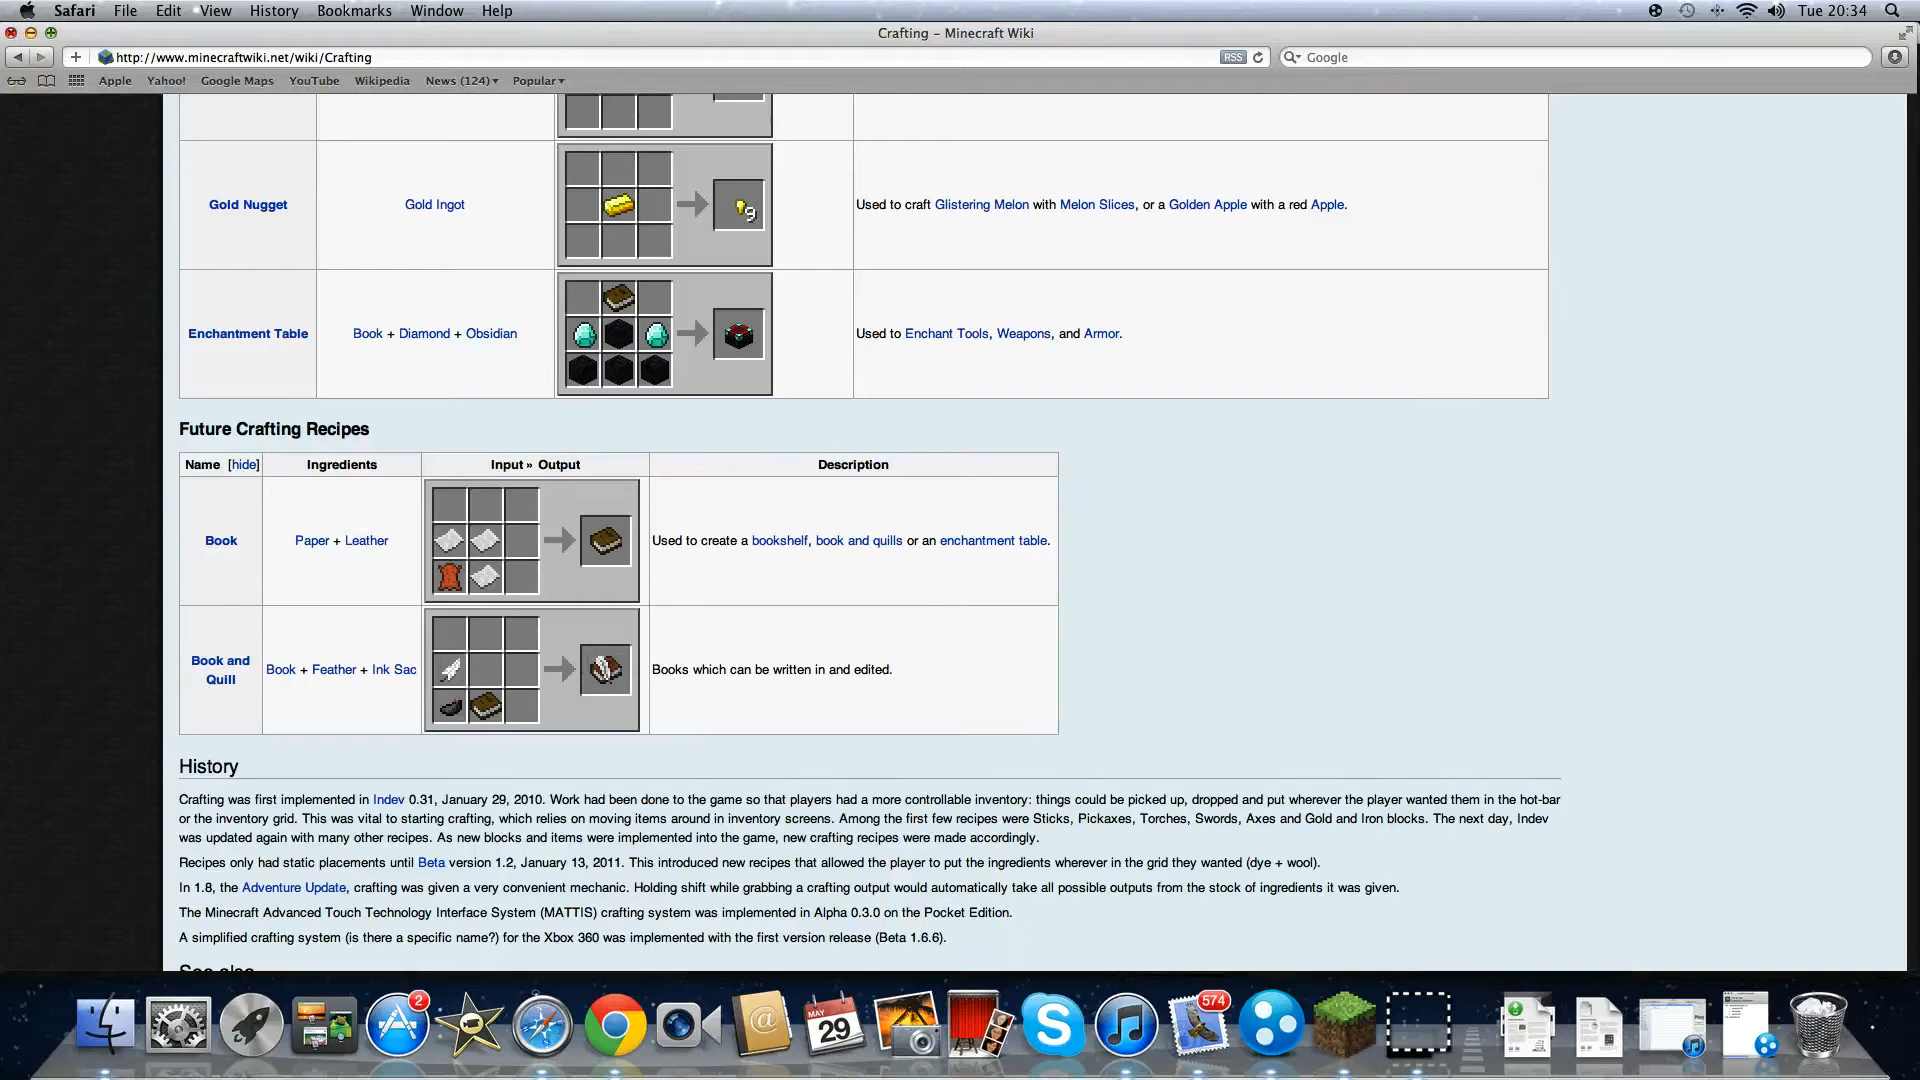 Safari File Edit View History Bookmarks Window Help Tue 20:34
Crafting – Minecraft Wiki
http://www.minecraftwiki.net/wiki/Crafting RSS Google
Apple Yahoo! Google Maps YouTube Wikipedia News (124) Popular
Gold Nugget Gold Ingot 9 Used to craft Glistering Melon with Melon Slices, or a Golden Apple with a red Apple.
Enchantment Table Book + Diamond + Obsidian Used to Enchant Tools, Weapons, and Armor.
Future Crafting Recipes
Name [hide] Ingredients Input » Output Description
Book Paper + Leather Used to create a bookshelf, book and quills or an enchantment table.
Book and
Quill Book + Feather + Ink Sac Books which can be written in and edited.
History
Crafting was first implemented in Indev 0.31, January 29, 2010. Work had been done to the game so that players had a more controllable inventory: things could be picked up, dropped and put wherever the player wanted them in the hot-bar
or the inventory grid. This was vital to starting crafting, which relies on moving items around in inventory screens. Among the first few recipes were Sticks, Pickaxes, Torches, Swords, Axes and Gold and Iron blocks. The next day, Indev
was updated again with many other recipes. As new blocks and items were implemented into the game, new crafting recipes were made accordingly.
Recipes only had static placements until Beta version 1.2, January 13, 2011. This introduced new recipes that allowed the player to put the ingredients wherever in the grid they wanted (dye + wool).
In 1.8, the Adventure Update, crafting was given a very convenient mechanic. Holding shift while grabbing a crafting output would automatically take all possible outputs from the stock of ingredients it was given.
The Minecraft Advanced Touch Technology Interface System (MATTIS) crafting system was implemented in Alpha 0.3.0 on the Pocket Edition.
A simplified crafting system (is there a specific name?) for the Xbox 360 was implemented with the first version release (Beta 1.6.6).
See also
2 574
MAY
29